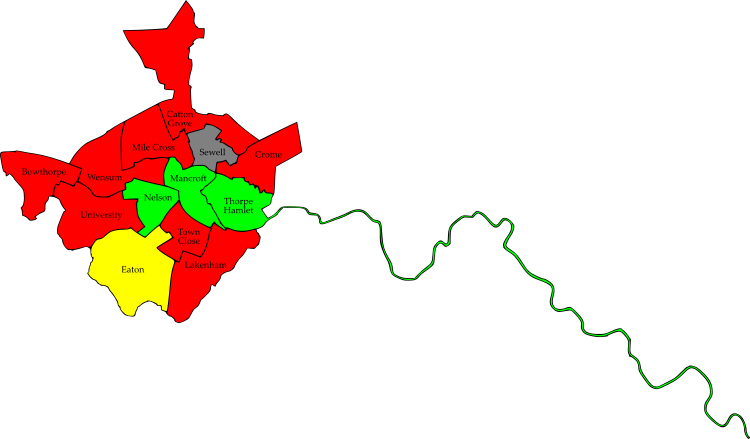 Catton
Grove
Mile Cross
Sewell
Crome
Bowthorpe
Wensum
Mancroft
Nelson
Thorpe
Hamlet
University
Town
Close
Eaton
Lakenham